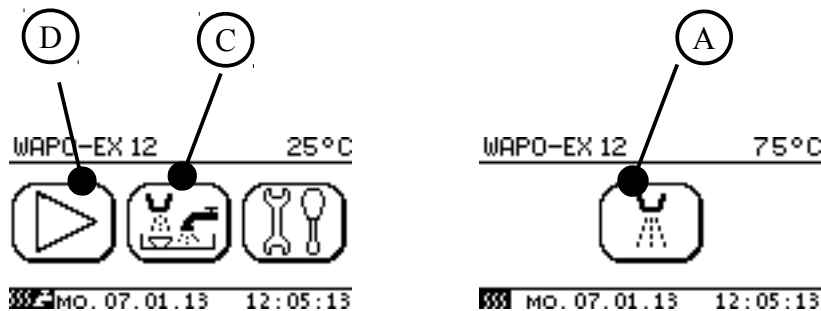 D
C
A
WAPO-EX 12 25°C
WAPO-EX 12 75°C
MO. 07.01.13 12:05:13
MO. 07.01.13 12:05:13